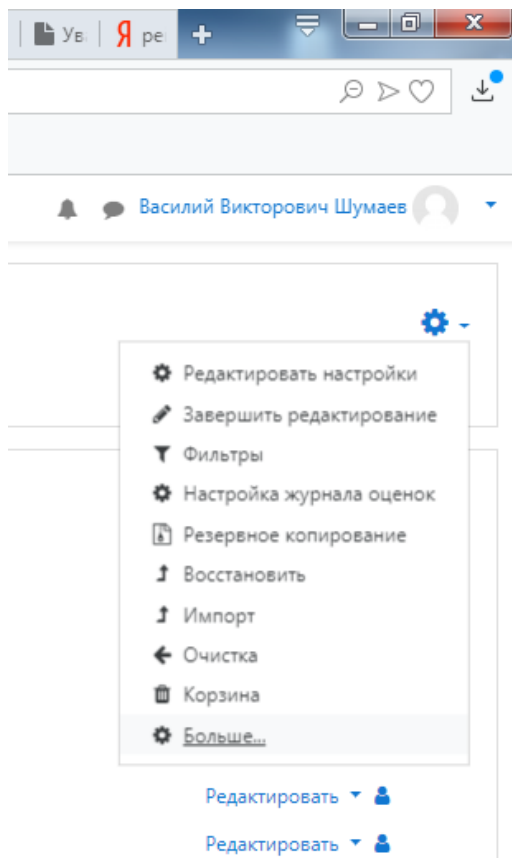 Ув Я ре
Василий Викторович Шумаев
Редактировать настройки
Завершить редактирование
Фильтры
Настройка журнала оценок
Резервное копирование
Восстановить
Импорт
Очистка
Корзина
Больше...
Редактировать
Редактировать